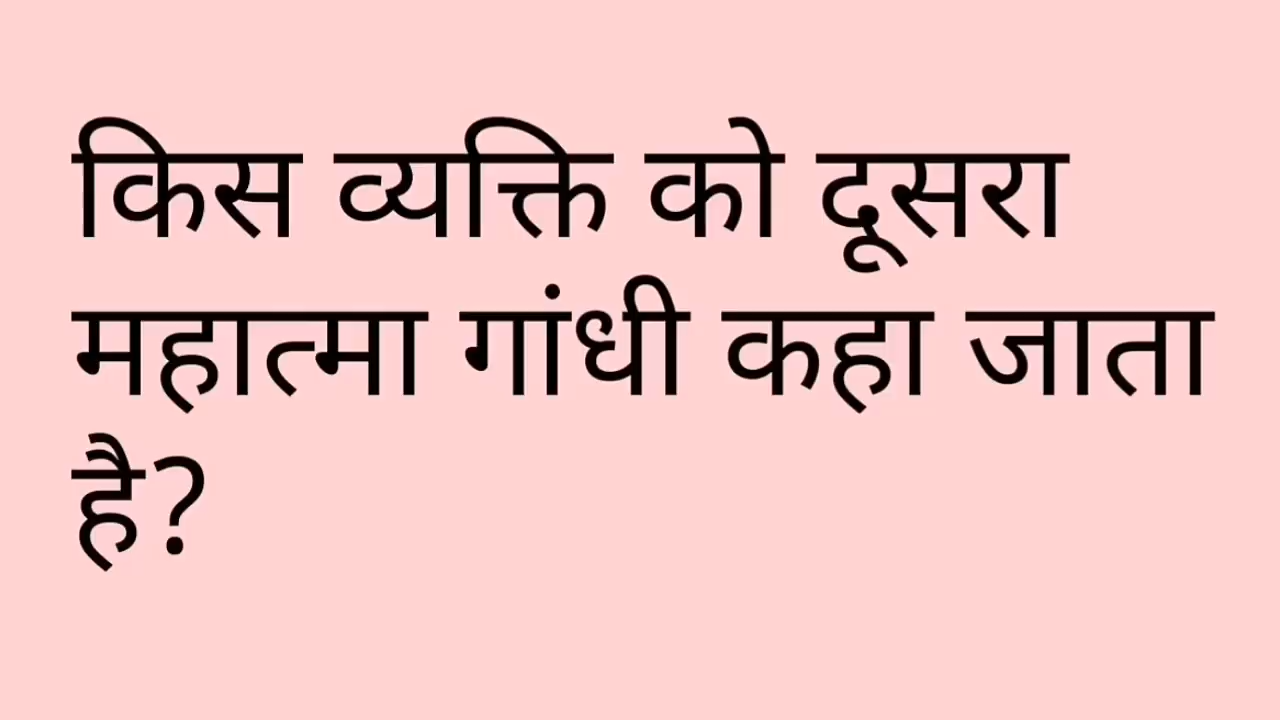 किस व्यक्ति को दूसरा
महात्मा गांधी कहा जाता
है?